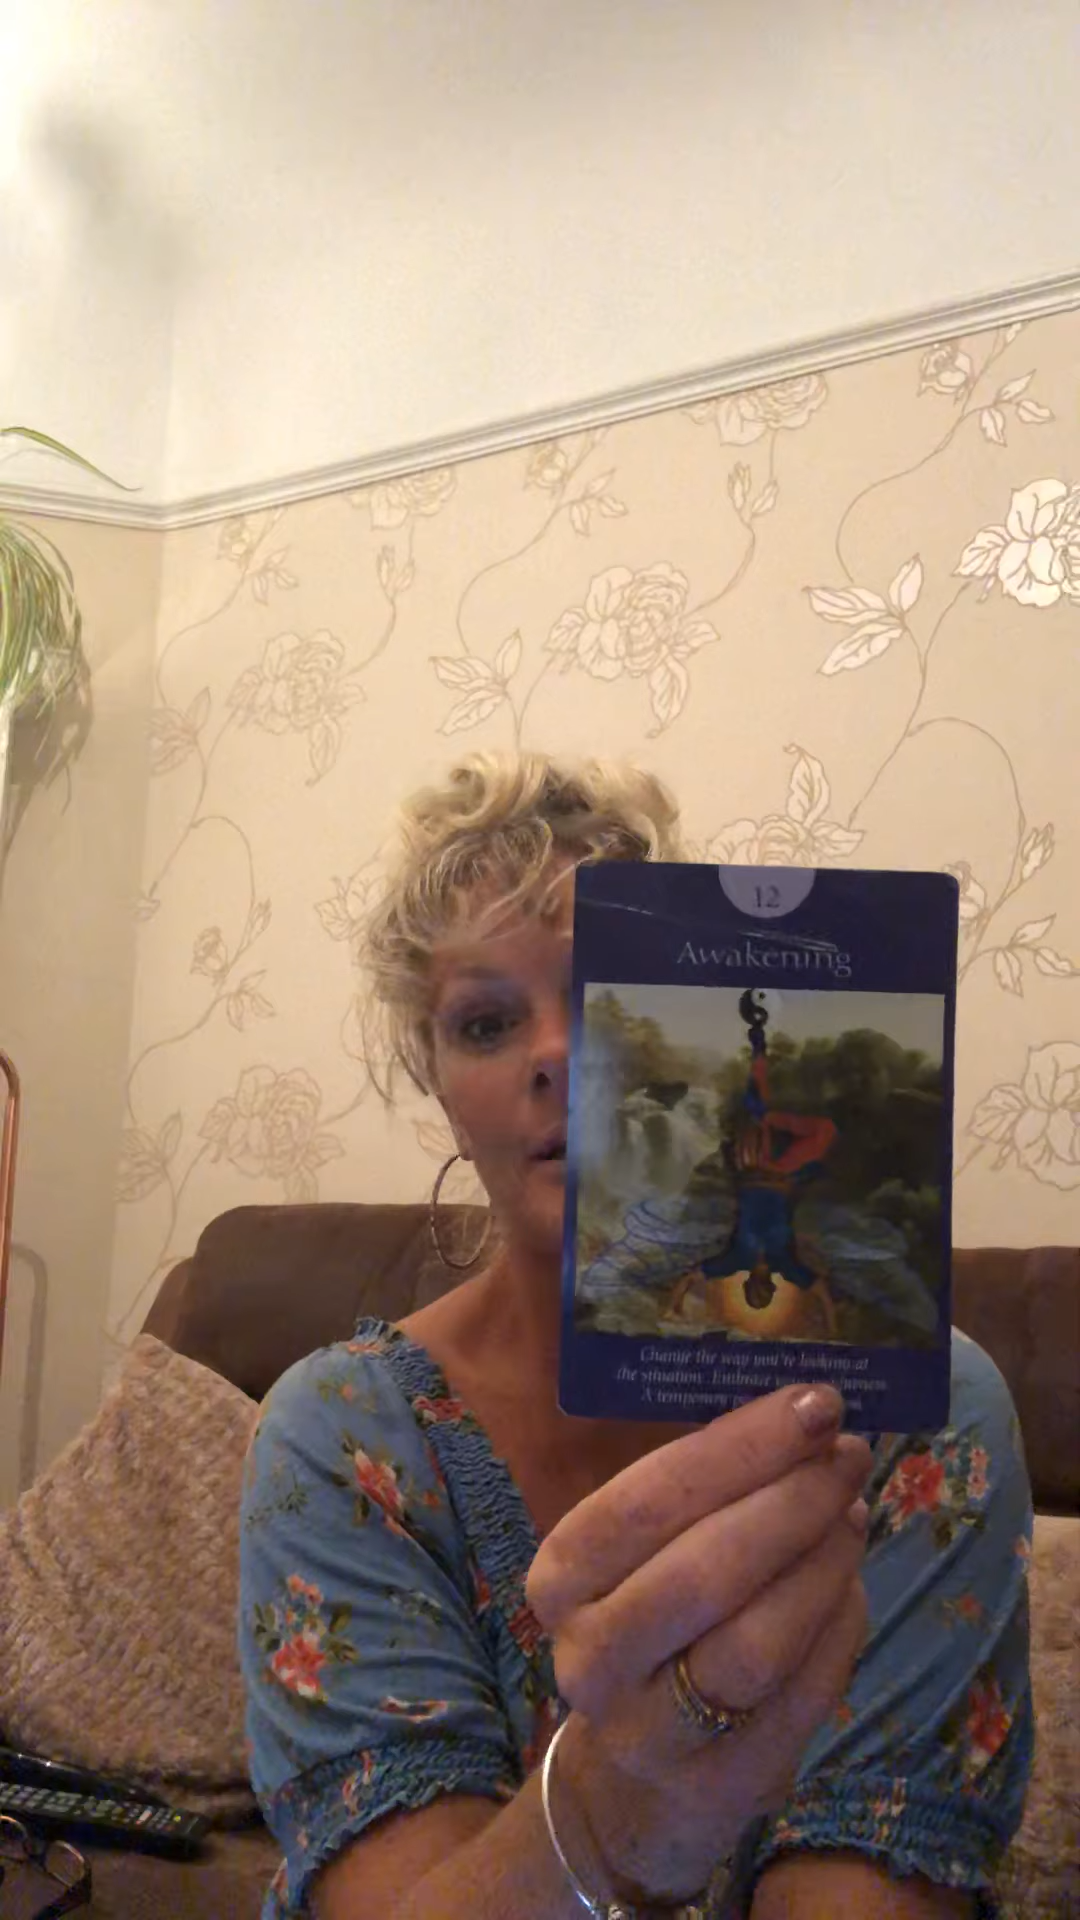 12
Awakening
Change the way you're looking at
the situation. Embrace your
A temporary